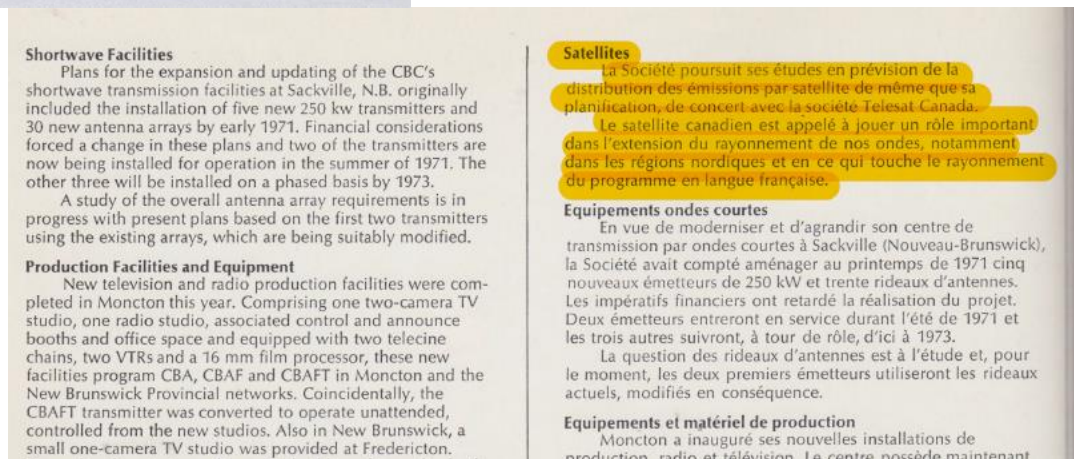 Shortwave Facilities
Plans for the expansion and updating of the CBC's
shortwave transmission facilities at Sackville, N.B. originally
included the installation of five new 250 kw transmitters and
30 new antenna arrays by early 1971. Financial considerations
forced a change in these plans and two of the transmitters are
now being installed for operation in the summer of 1971. The
other three will be installed on a phased basis by 1973.
A study of the overall antenna array requirements is in
progress with present plans based on the first two transmitters
using the existing arrays, which are being suitably modified.
Production Facilities and Equipment
New television and radio production facilities were com-
pleted in Moncton this year. Comprising one two-camera TV
studio, one radio studio, associated control and announce
booths and office space and equipped with two telecine
chains, two VTRs and a 16 mm film processor, these new
facilities program CBA, CBAF and CBAFT in Moncton and the
New Brunswick Provincial networks. Coincidentally, the
CBAFT transmitter was converted to operate unattended,
controlled from the new studios. Also in New Brunswick, a
small one-camera TV studio was provided at Fredericton.
Satellites
La Société poursuit ses études en prévision de la
distribution des émissions par satellite de même que sa
planification, de concert avec la société Telesat Canada.
Le satellite canadien est appelé à jouer un rôle important
dans l'extension du rayonnement de nos ondes, notamment
dans les régions nordiques et en ce qui touche le rayonnement
du programme en langue française.
Equipements ondes courtes
En vue de moderniser et d'agrandir son centre de
transmission par ondes courtes à Sackville (Nouveau-Brunswick),
la Société avait compté aménager au printemps de 1971 cinq
nouveaux émetteurs de 250 kW et trente rideaux d'antennes.
Les impératifs financiers ont retardé la réalisation du projet.
Deux émetteurs entreront en service durant l'été de 1971 et
les trois autres suivront, à tour de rôle, d'ici à 1973.
La question des rideaux d'antennes est à l'étude et, pour
le moment, les deux premiers émetteurs utiliseront les rideaux
actuels, modifiés en conséquence.
Equipements et matériel de production
Moncton a inauguré ses nouvelles installations de
production, radio et télévision. Le centre possède maintenant